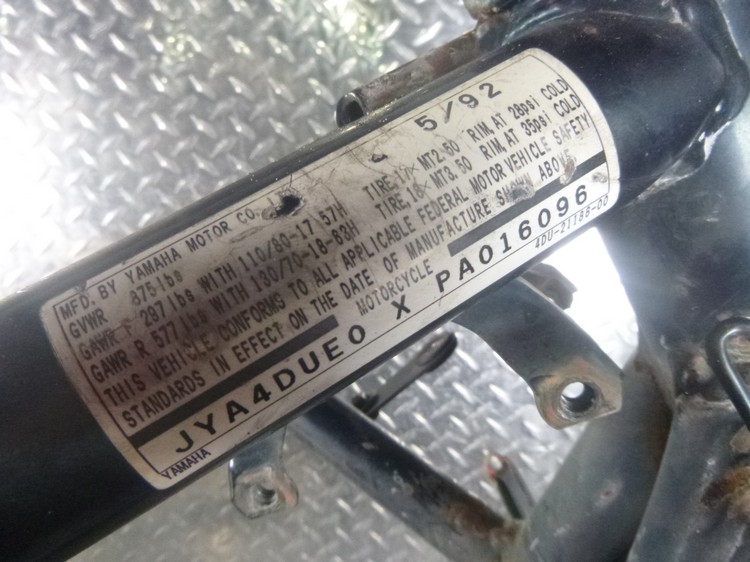 5/92
MFD. BY YAMAHA MOTOR CO.
GVWR 875 lbs TIRE, MT2.50 RIM, AT 28psi COLD
GAWR F 297 lbs WITH 110/80-17 57H TIRE, MT3.50 RIM, AT 35psi COLD
GAWR R 577 lbs WITH 130/70-18-63H
THIS VEHICLE CONFORMS TO ALL APPLICABLE FEDERAL MOTOR VEHICLE SAFETY
STANDARDS IN EFFECT ON THE DATE OF MANUFACTURE SHOWN ABOVE
MOTORCYCLE
JYA4DUE0 X PA016096
YAMAHA 4DU-21186-00